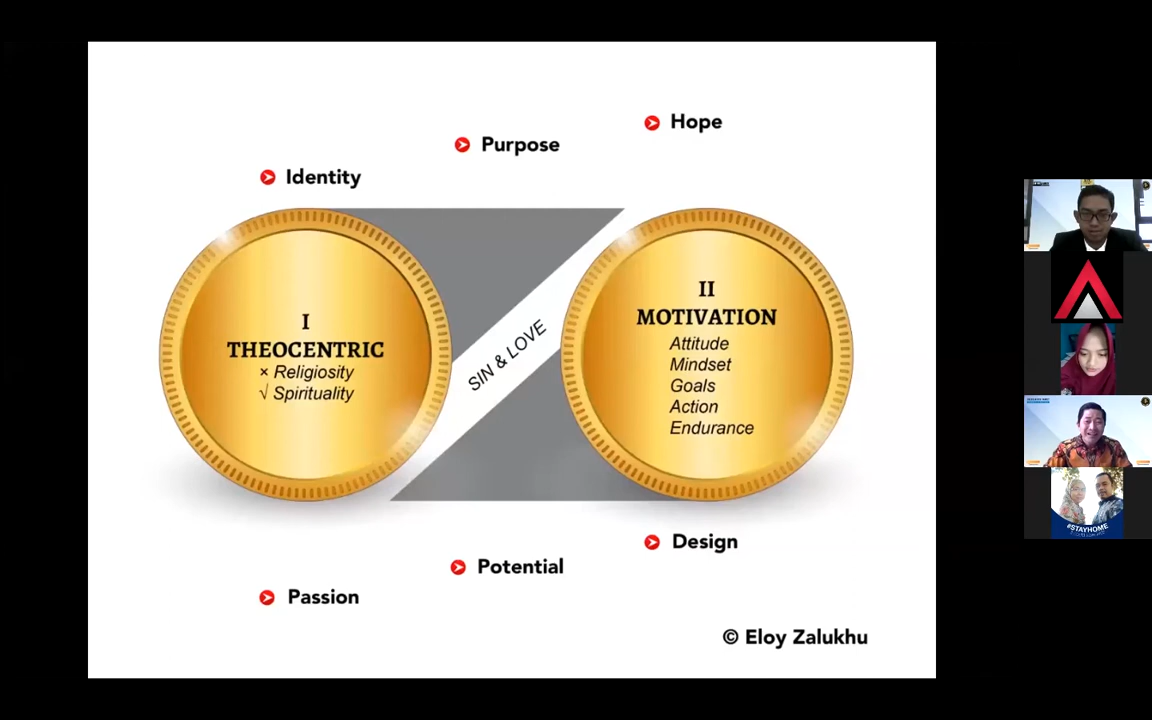 Hope
Purpose
Identity
I
THEOCENTRIC
× Religiosity
√ Spirituality
SIN & LOVE
II
MOTIVATION
Attitude
Mindset
Goals
Action
Endurance
Design
Potential
Passion
© Eloy Zalukhu
#STAYHOME